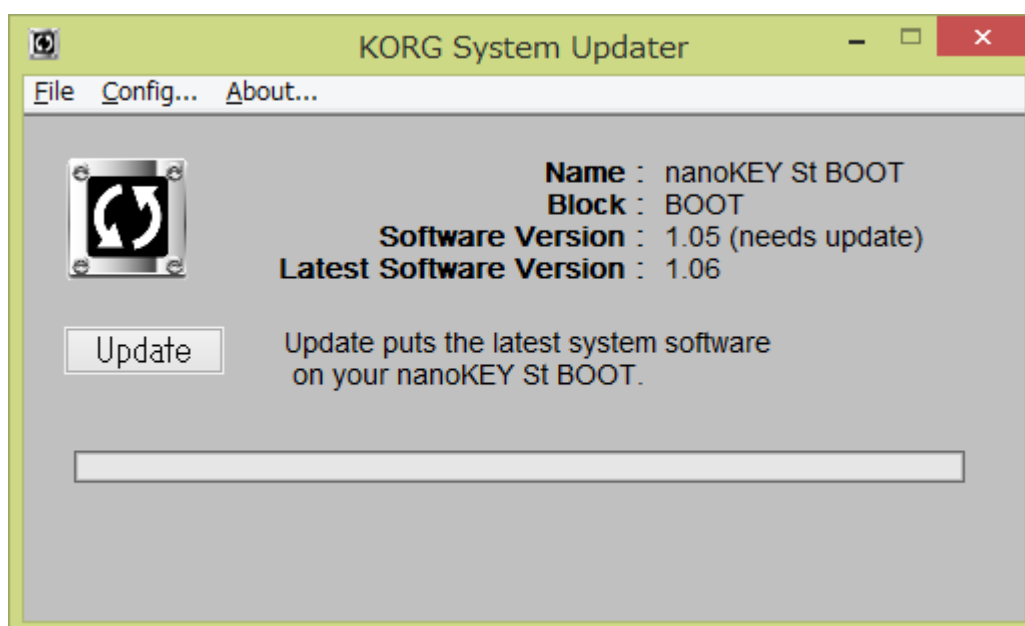 KORG System Updater
File Config... About...
Name : nanoKEY St BOOT
Block : BOOT
Software Version : 1.05 (needs update)
Latest Software Version : 1.06
Update
Update puts the latest system software
on your nanoKEY St BOOT.